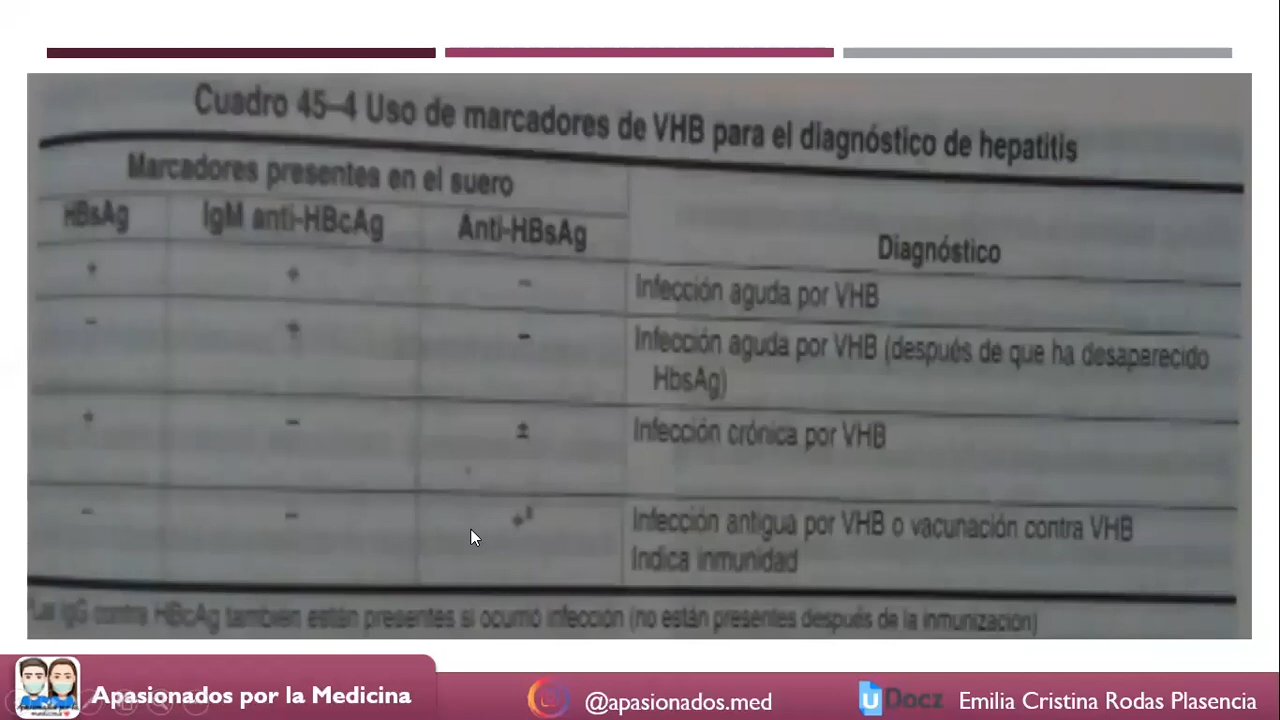 Cuadro 45–4 Uso de marcadores de VHB para el diagnóstico de hepatitis
Marcadores presentes en el suero
HBsAg IgM anti-HBcAg Anti-HBsAg Diagnóstico
+ + – Infección aguda por VHB
– + – Infección aguda por VHB (después de que ha desaparecido
HbsAg)
+ – ± Infección crónica por VHB
– – + Infección antigua por VHB o vacunación contra VHB
Indica inmunidad
Las IgG contra HBcAg también están presentes si ocurrió infección (no están presentes después de la inmunización)
Apasionados por la Medicina
@apasionados.med
uDocz
Emilia Cristina Rodas Plasencia